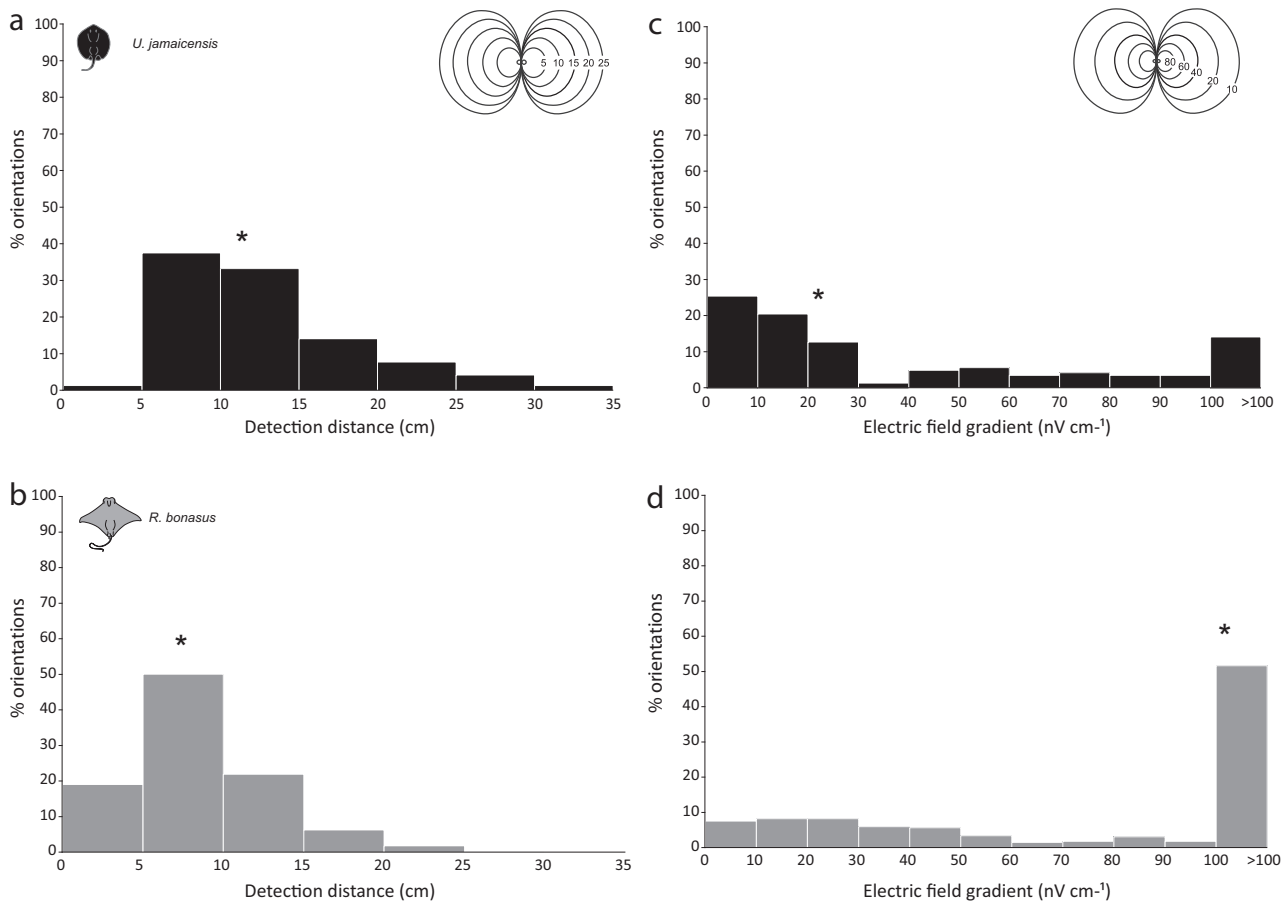 a
U. jamaicensis
5 10 15 20 25
% orientations
100
90
80
70
60
50
40
30
20
10
0
0 5 10 15 20 25 30 35
Detection distance (cm)
*
c
80 60 40 20 10
% orientations
100
90
80
70
60
50
40
30
20
10
0
0 10 20 30 40 50 60 70 80 90 100 >100
Electric field gradient (nV cm-¹)
*
b
R. bonasus
% orientations
100
90
80
70
60
50
40
30
20
10
0
0 5 10 15 20 25 30 35
Detection distance (cm)
*
d
% orientations
100
90
80
70
60
50
40
30
20
10
0
0 10 20 30 40 50 60 70 80 90 100 >100
Electric field gradient (nV cm-¹)
*